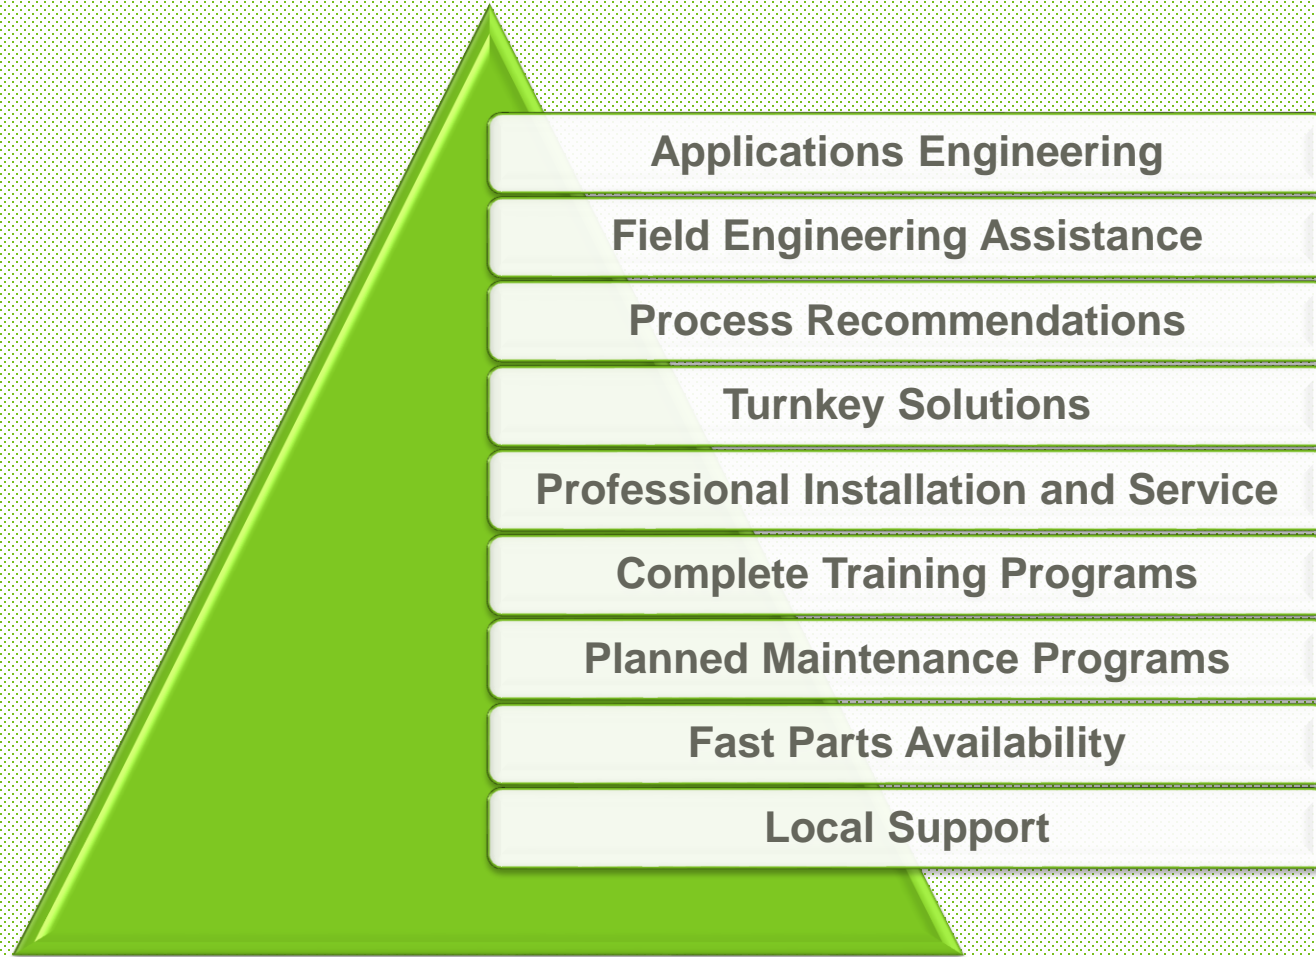 Applications Engineering
Field Engineering Assistance
Process Recommendations
Turnkey Solutions
Professional Installation and Service
Complete Training Programs
Planned Maintenance Programs
Fast Parts Availability
Local Support